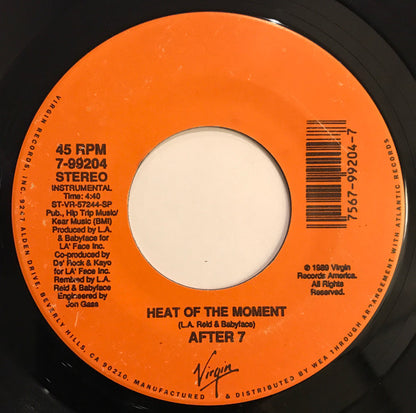 45 RPM
7-99204
STEREO
INSTRUMENTAL
Time: 4:40
ST-VR-57244-SP
Pub., Hip Trip Music/
Kear Music (BMI)
Produced by L.A.
& Babyface for
LA' Face Inc.
Co-produced by
De' Rock & Kayo
for LA' Face Inc.
Remixed by L.A.
Reid & Babyface
Engineered by
Jon Gass
7567-99204-7
℗ 1989 Virgin
Records America.
All Rights
Reserved.
HEAT OF THE MOMENT
(L.A. Reid & Babyface)
AFTER 7
Virgin
VIRGIN RECORDS, INC. 9247 ALDEN DRIVE, BEVERLY HILLS, CA 90210. MANUFACTURED & DISTRIBUTED BY WEA THROUGH ARRANGEMENT WITH ATLANTIC RECORDS.